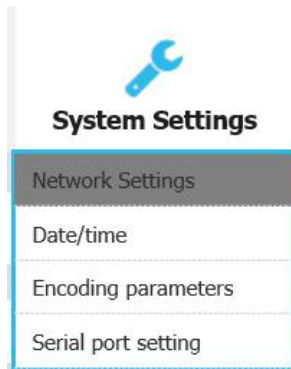 System Settings
Network Settings
Date/time
Encoding parameters
Serial port setting